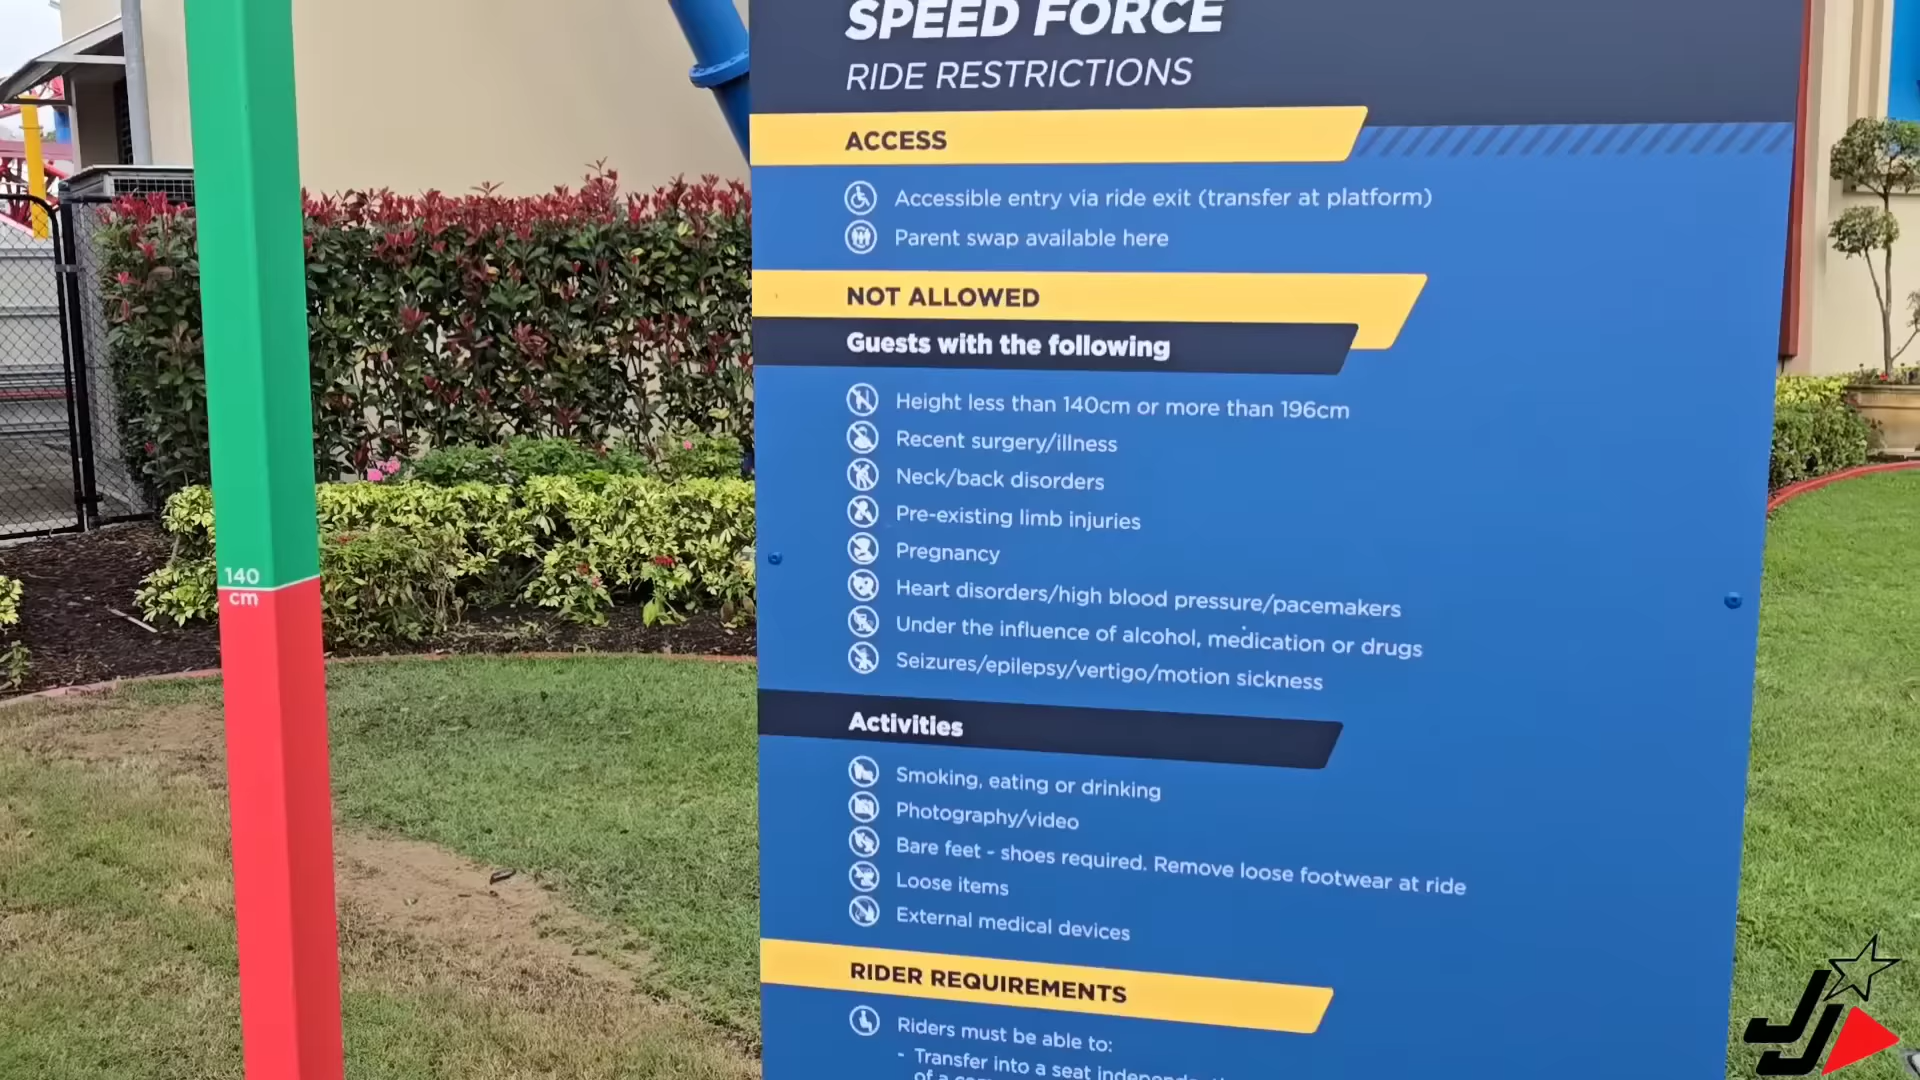 SPEED FORCE
RIDE RESTRICTIONS
ACCESS
Accessible entry via ride exit (transfer at platform)
Parent swap available here
NOT ALLOWED
Guests with the following
Height less than 140cm or more than 196cm
Recent surgery/illness
Neck/back disorders
Pre-existing limb injuries
Pregnancy
Heart disorders/high blood pressure/pacemakers
Under the influence of alcohol, medication or drugs
Seizures/epilepsy/vertigo/motion sickness
Activities
Smoking, eating or drinking
Photography/video
Bare feet - shoes required. Remove loose footwear at ride
Loose items
External medical devices
RIDER REQUIREMENTS
Riders must be able to:
- Transfer into a seat
of a
140
cm
JJ